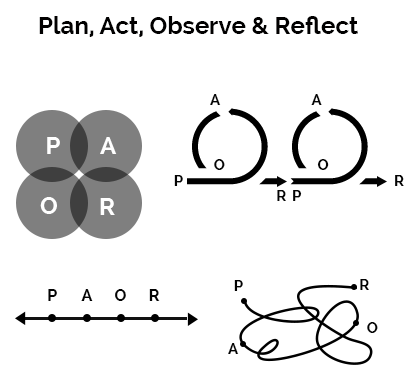 Plan, Act, Observe & Reflect
P A
O R
A A
O O
P R P R
P A O R
P R
O
A